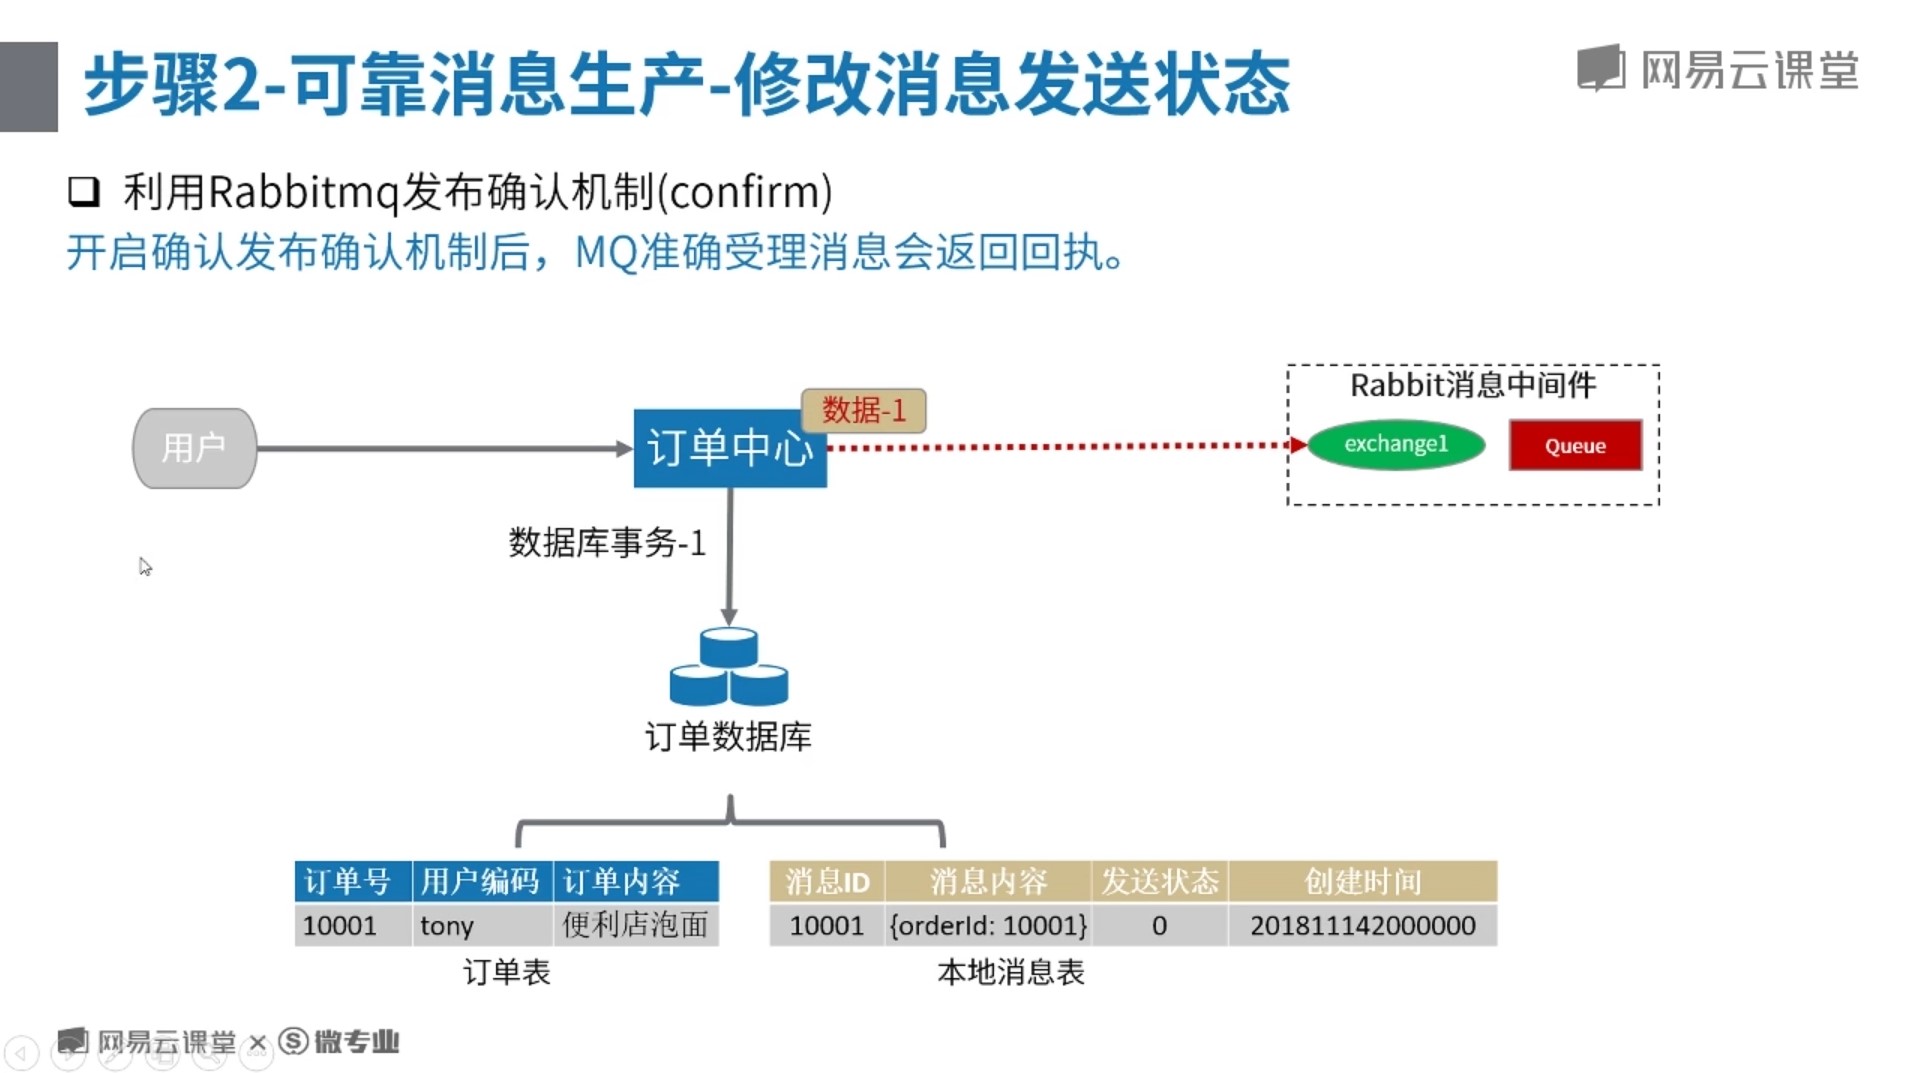 步骤2-可靠消息生产-修改消息发送状态
网易云课堂
利用Rabbitmq发布确认机制(confirm)
开启确认发布确认机制后，MQ准确受理消息会返回回执。
用户
订单中心
数据-1
Rabbit消息中间件
exchange1
Queue
数据库事务-1
订单数据库
订单号 用户编码 订单内容
10001 tony 便利店泡面
订单表
消息ID 消息内容 发送状态 创建时间
10001 {orderId: 10001} 0 201811142000000
本地消息表
网易云课堂 × 微专业